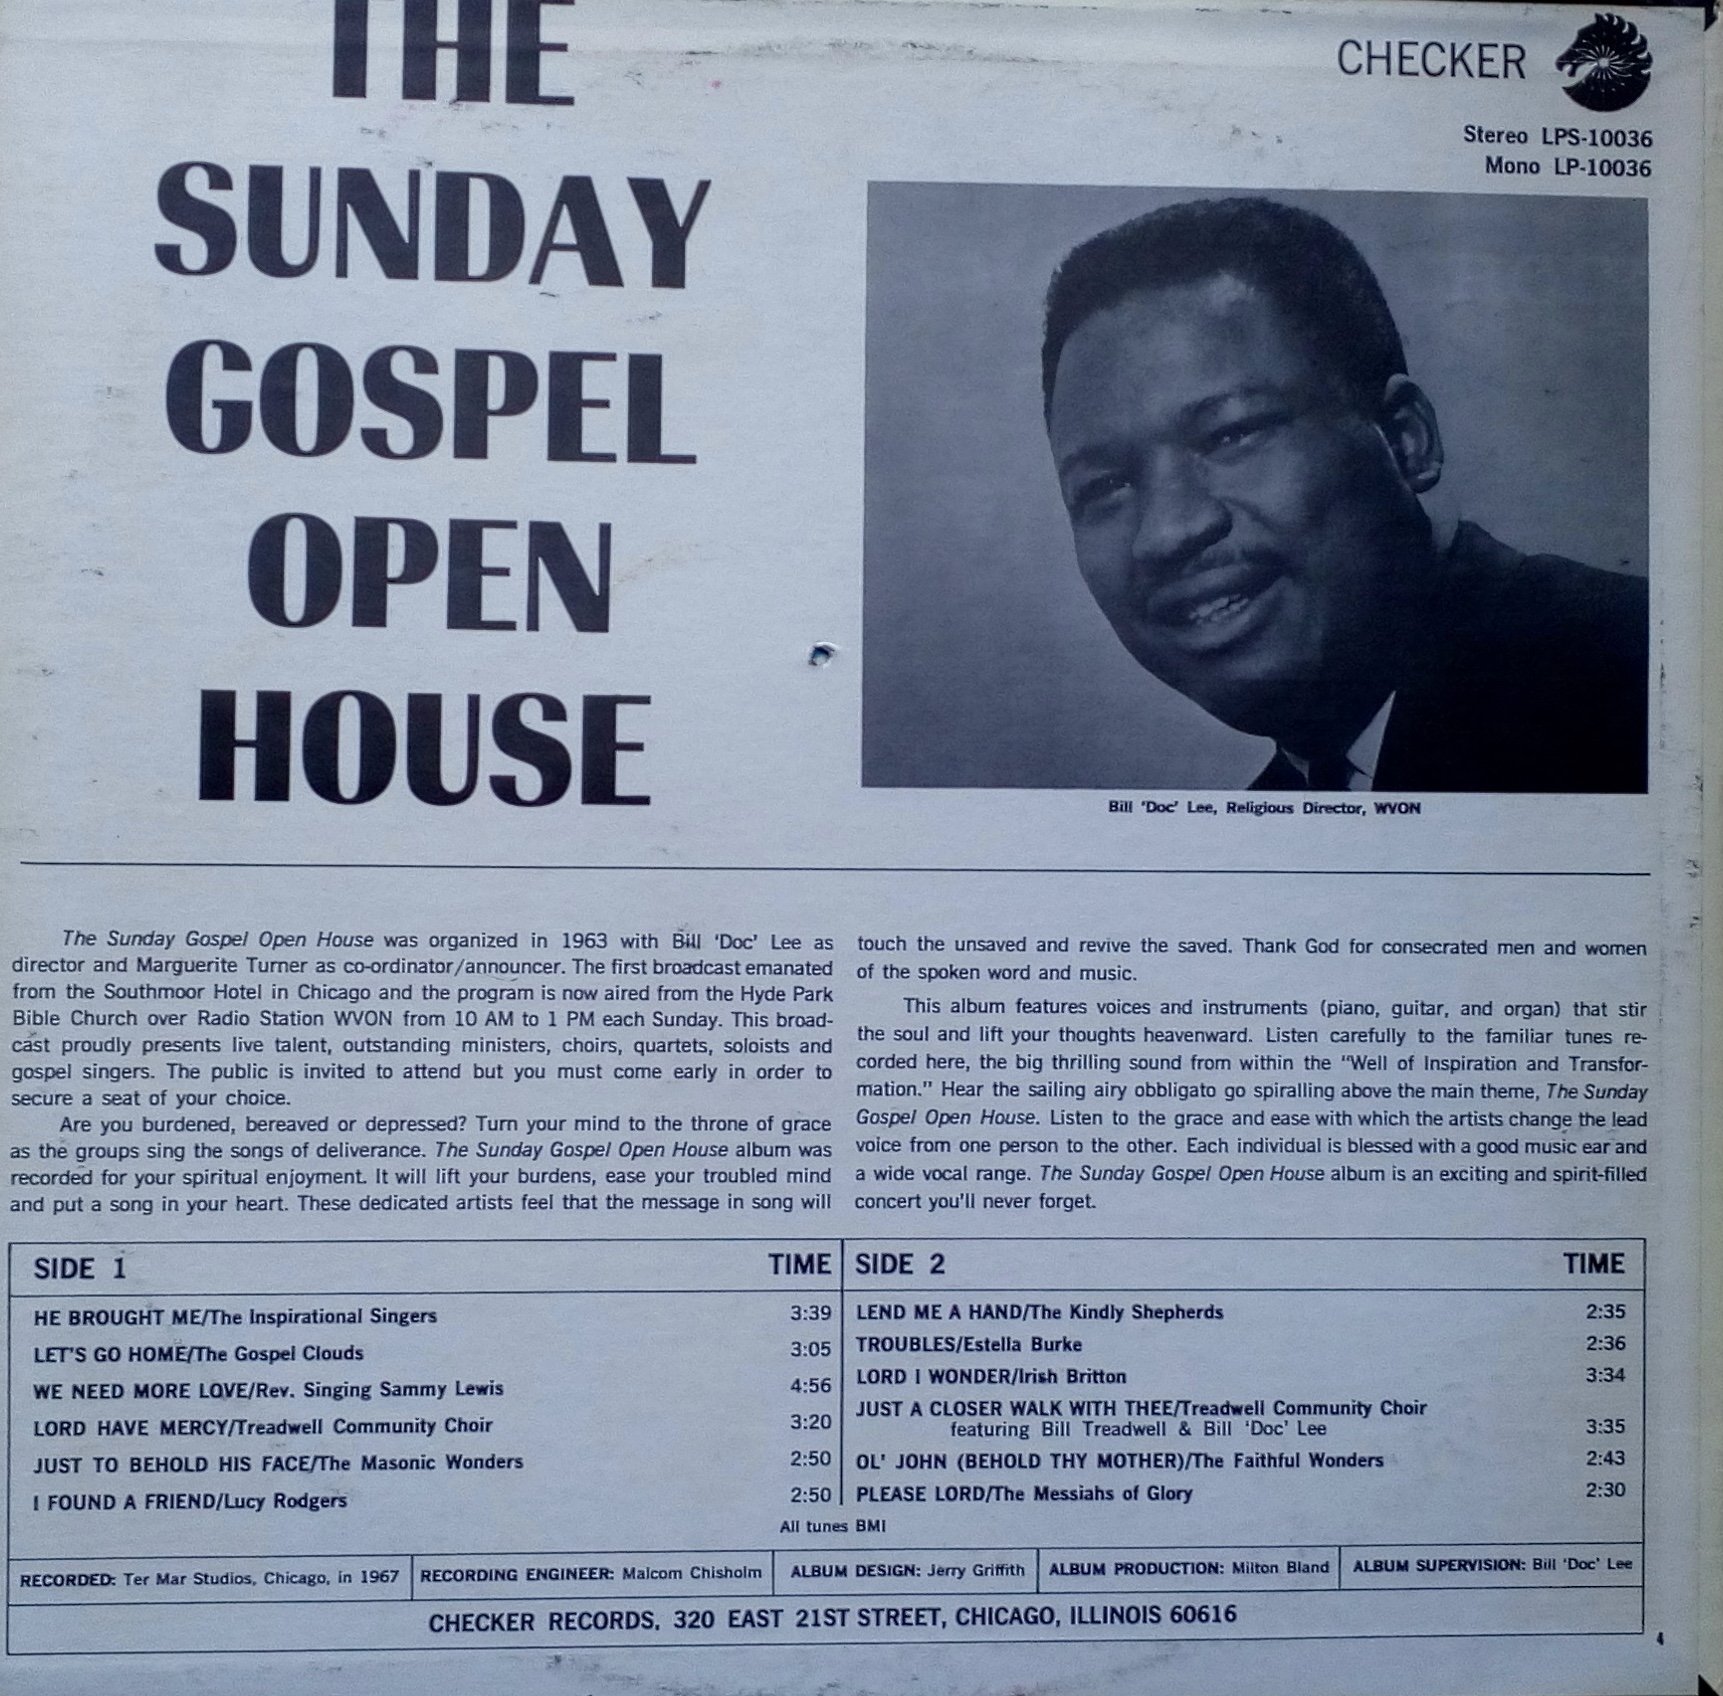 THE
SUNDAY
GOSPEL
OPEN
HOUSE
CHECKER
Stereo LPS-10036
Mono LP-10036
Bill 'Doc' Lee, Religious Director, WVON
The Sunday Gospel Open House was organized in 1963 with Bill 'Doc' Lee as
director and Marguerite Turner as co-ordinator/announcer. The first broadcast emanated
from the Southmoor Hotel in Chicago and the program is now aired from the Hyde Park
Bible Church over Radio Station WVON from 10 AM to 1 PM each Sunday. This broad-
cast proudly presents live talent, outstanding ministers, choirs, quartets, soloists and
gospel singers. The public is invited to attend but you must come early in order to
secure a seat of your choice.
Are you burdened, bereaved or depressed? Turn your mind to the throne of grace
as the groups sing the songs of deliverance. The Sunday Gospel Open House album was
recorded for your spiritual enjoyment. It will lift your burdens, ease your troubled mind
and put a song in your heart. These dedicated artists feel that the message in song will
touch the unsaved and revive the saved. Thank God for consecrated men and women
of the spoken word and music.
This album features voices and instruments (piano, guitar, and organ) that stir
the soul and lift your thoughts heavenward. Listen carefully to the familiar tunes re-
corded here, the big thrilling sound from within the "Well of Inspiration and Transfor-
mation." Hear the sailing airy obbligato go spiralling above the main theme, The Sunday
Gospel Open House. Listen to the grace and ease with which the artists change the lead
voice from one person to the other. Each individual is blessed with a good music ear and
a wide vocal range. The Sunday Gospel Open House album is an exciting and spirit-filled
concert you'll never forget.
SIDE 1 TIME
HE BROUGHT ME/The Inspirational Singers 3:39
LET'S GO HOME/The Gospel Clouds 3:05
WE NEED MORE LOVE/Rev. Singing Sammy Lewis 4:56
LORD HAVE MERCY/Treadwell Community Choir 3:20
JUST TO BEHOLD HIS FACE/The Masonic Wonders 2:50
I FOUND A FRIEND/Lucy Rodgers 2:50
SIDE 2 TIME
LEND ME A HAND/The Kindly Shepherds 2:35
TROUBLES/Estella Burke 2:36
LORD I WONDER/Irish Britton 3:34
JUST A CLOSER WALK WITH THEE/Treadwell Community Choir
featuring Bill Treadwell & Bill 'Doc' Lee 3:35
OL' JOHN (BEHOLD THY MOTHER)/The Faithful Wonders 2:43
PLEASE LORD/The Messiahs of Glory 2:30
All tunes BMI
RECORDED: Ter Mar Studios, Chicago, in 1967
RECORDING ENGINEER: Malcom Chisholm
ALBUM DESIGN: Jerry Griffith
ALBUM PRODUCTION: Milton Bland
ALBUM SUPERVISION: Bill 'Doc' Lee
CHECKER RECORDS, 320 EAST 21ST STREET, CHICAGO, ILLINOIS 60616
4